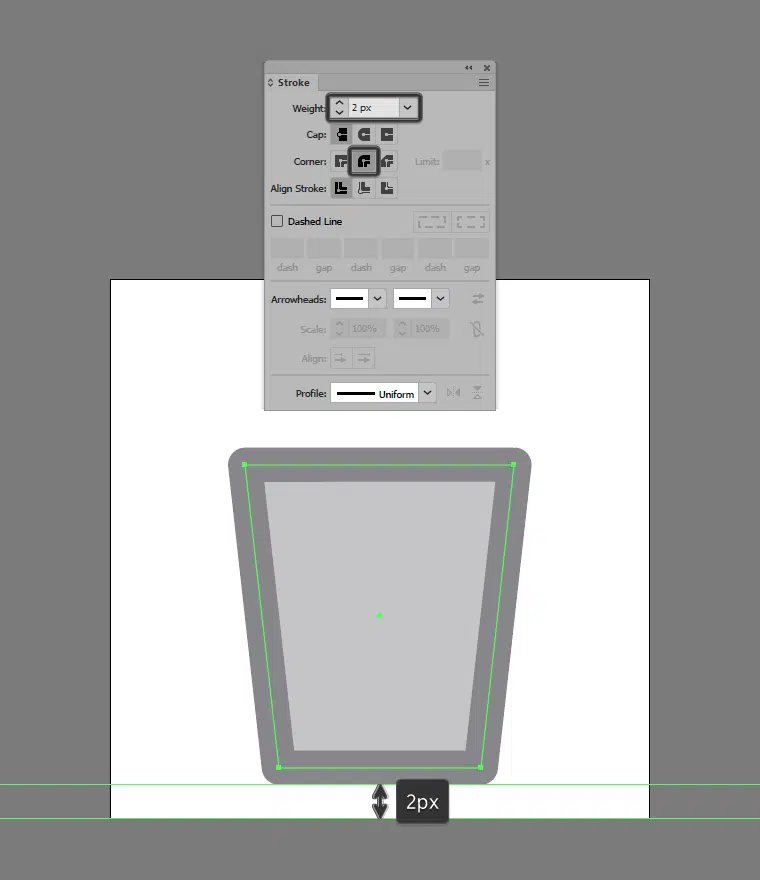 Stroke
Weight: 2 px
Cap:
Corner: Limit: x
Align Stroke:
Dashed Line
dash gap dash gap dash gap
Arrowheads:
Scale: 100% 100%
Align:
Profile: Uniform
2px